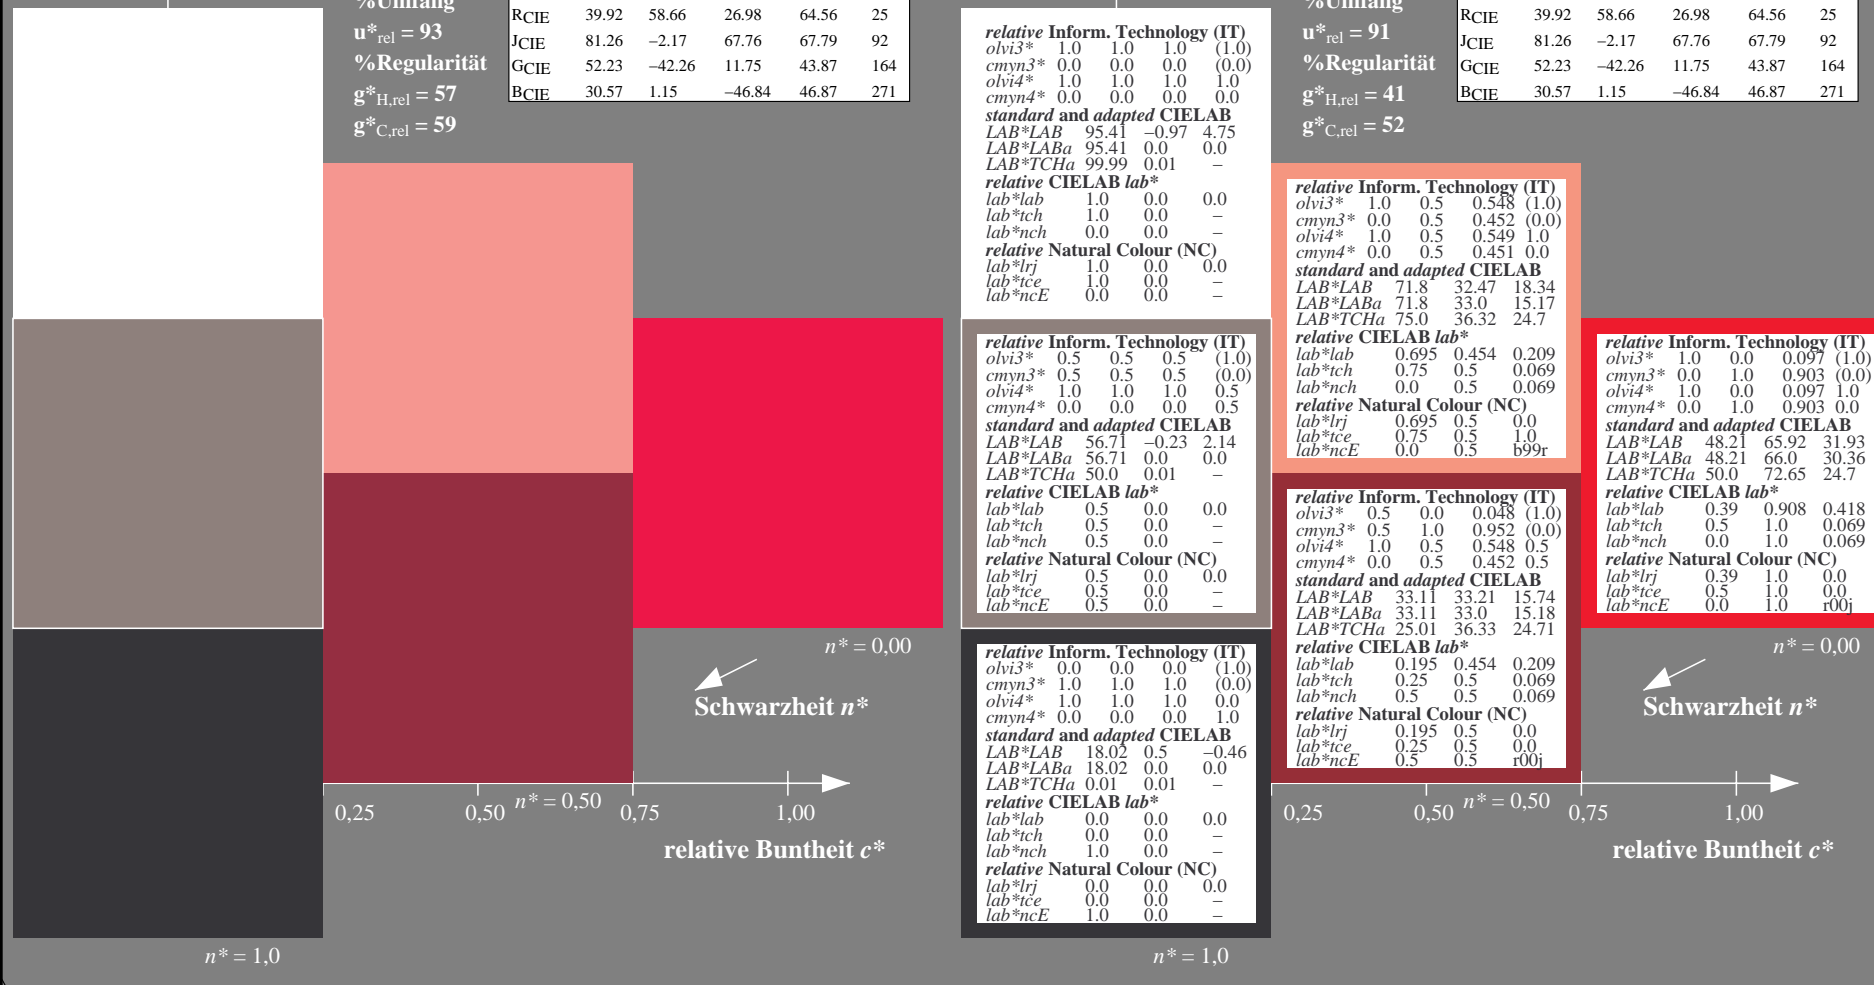 %Umfang
u*rel = 93
%Regularität
g*H,rel = 57
g*C,rel = 59
RCIE 39.92 58.66 26.98 64.56 25
JCIE 81.26 –2.17 67.76 67.79 92
GCIE 52.23 –42.26 11.75 43.87 164
BCIE 30.57 1.15 –46.84 46.87 271
n* = 0,00
Schwarzheit n*
0,25 0,50 n* = 0,50 0,75 1,00
relative Buntheit c*
n* = 1,0
relative Inform. Technology (IT)
olvi3* 1.0 1.0 1.0 (1.0)
cmyn3* 0.0 0.0 0.0 (0.0)
olvi4* 1.0 1.0 1.0 1.0
cmyn4* 0.0 0.0 0.0 0.0
standard and adapted CIELAB
LAB*LAB 95.41 –0.97 4.75
LAB*LABa 95.41 0.0 0.0
LAB*TCHa 99.99 0.01 –
relative CIELAB lab*
lab*lab 1.0 0.0 0.0
lab*tch 1.0 0.0 –
lab*nch 0.0 0.0 –
relative Natural Colour (NC)
lab*lrj 1.0 0.0 0.0
lab*tce 1.0 0.0 –
lab*ncE 0.0 0.0 –
relative Inform. Technology (IT)
olvi3* 0.5 0.5 0.5 (1.0)
cmyn3* 0.5 0.5 0.5 (0.0)
olvi4* 1.0 1.0 1.0 0.5
cmyn4* 0.0 0.0 0.0 0.5
standard and adapted CIELAB
LAB*LAB 56.71 –0.23 2.14
LAB*LABa 56.71 0.0 0.0
LAB*TCHa 50.0 0.01 –
relative CIELAB lab*
lab*lab 0.5 0.0 0.0
lab*tch 0.5 0.0 –
lab*nch 0.5 0.0 –
relative Natural Colour (NC)
lab*lrj 0.5 0.0 0.0
lab*tce 0.5 0.0 –
lab*ncE 0.5 0.0 –
relative Inform. Technology (IT)
olvi3* 0.0 0.0 0.0 (1.0)
cmyn3* 1.0 1.0 1.0 (0.0)
olvi4* 1.0 1.0 1.0 0.0
cmyn4* 0.0 0.0 0.0 1.0
standard and adapted CIELAB
LAB*LAB 18.02 0.5 –0.46
LAB*LABa 18.02 0.0 0.0
LAB*TCHa 0.01 0.01 –
relative CIELAB lab*
lab*lab 0.0 0.0 0.0
lab*tch 0.0 0.0 –
lab*nch 1.0 0.0 –
relative Natural Colour (NC)
lab*lrj 0.0 0.0 0.0
lab*tce 0.0 0.0 –
lab*ncE 1.0 0.0 –
n* = 1,0
%Umfang
u*rel = 91
%Regularität
g*H,rel = 41
g*C,rel = 52
RCIE 39.92 58.66 26.98 64.56 25
JCIE 81.26 –2.17 67.76 67.79 92
GCIE 52.23 –42.26 11.75 43.87 164
BCIE 30.57 1.15 –46.84 46.87 271
relative Inform. Technology (IT)
olvi3* 1.0 0.5 0.548 (1.0)
cmyn3* 0.0 0.5 0.452 (0.0)
olvi4* 1.0 0.5 0.549 1.0
cmyn4* 0.0 0.5 0.451 0.0
standard and adapted CIELAB
LAB*LAB 71.8 32.47 18.34
LAB*LABa 71.8 33.0 15.17
LAB*TCHa 75.0 36.32 24.7
relative CIELAB lab*
lab*lab 0.695 0.454 0.209
lab*tch 0.75 0.5 0.069
lab*nch 0.0 0.5 0.069
relative Natural Colour (NC)
lab*lrj 0.695 0.5 0.0
lab*tce 0.75 0.5 1.0
lab*ncE 0.0 0.5 b99r
relative Inform. Technology (IT)
olvi3* 0.5 0.0 0.048 (1.0)
cmyn3* 0.5 1.0 0.952 (0.0)
olvi4* 1.0 0.5 0.548 0.5
cmyn4* 0.0 0.5 0.452 0.5
standard and adapted CIELAB
LAB*LAB 33.11 33.21 15.74
LAB*LABa 33.11 33.0 15.18
LAB*TCHa 25.01 36.33 24.71
relative CIELAB lab*
lab*lab 0.195 0.454 0.209
lab*tch 0.25 0.5 0.069
lab*nch 0.5 0.5 0.069
relative Natural Colour (NC)
lab*lrj 0.195 0.5 0.0
lab*tce 0.25 0.5 0.0
lab*ncE 0.5 0.5 r00j
relative Inform. Technology (IT)
olvi3* 1.0 0.0 0.097 (1.0)
cmyn3* 0.0 1.0 0.903 (0.0)
olvi4* 1.0 0.0 0.097 1.0
cmyn4* 0.0 1.0 0.903 0.0
standard and adapted CIELAB
LAB*LAB 48.21 65.92 31.93
LAB*LABa 48.21 66.0 30.36
LAB*TCHa 50.0 72.65 24.7
relative CIELAB lab*
lab*lab 0.39 0.908 0.418
lab*tch 0.5 1.0 0.069
lab*nch 0.0 1.0 0.069
relative Natural Colour (NC)
lab*lrj 0.39 1.0 0.0
lab*tce 0.5 1.0 0.0
lab*ncE 0.0 1.0 r00j
n* = 0,00
Schwarzheit n*
0,25 0,50 n* = 0,50 0,75 1,00
relative Buntheit c*